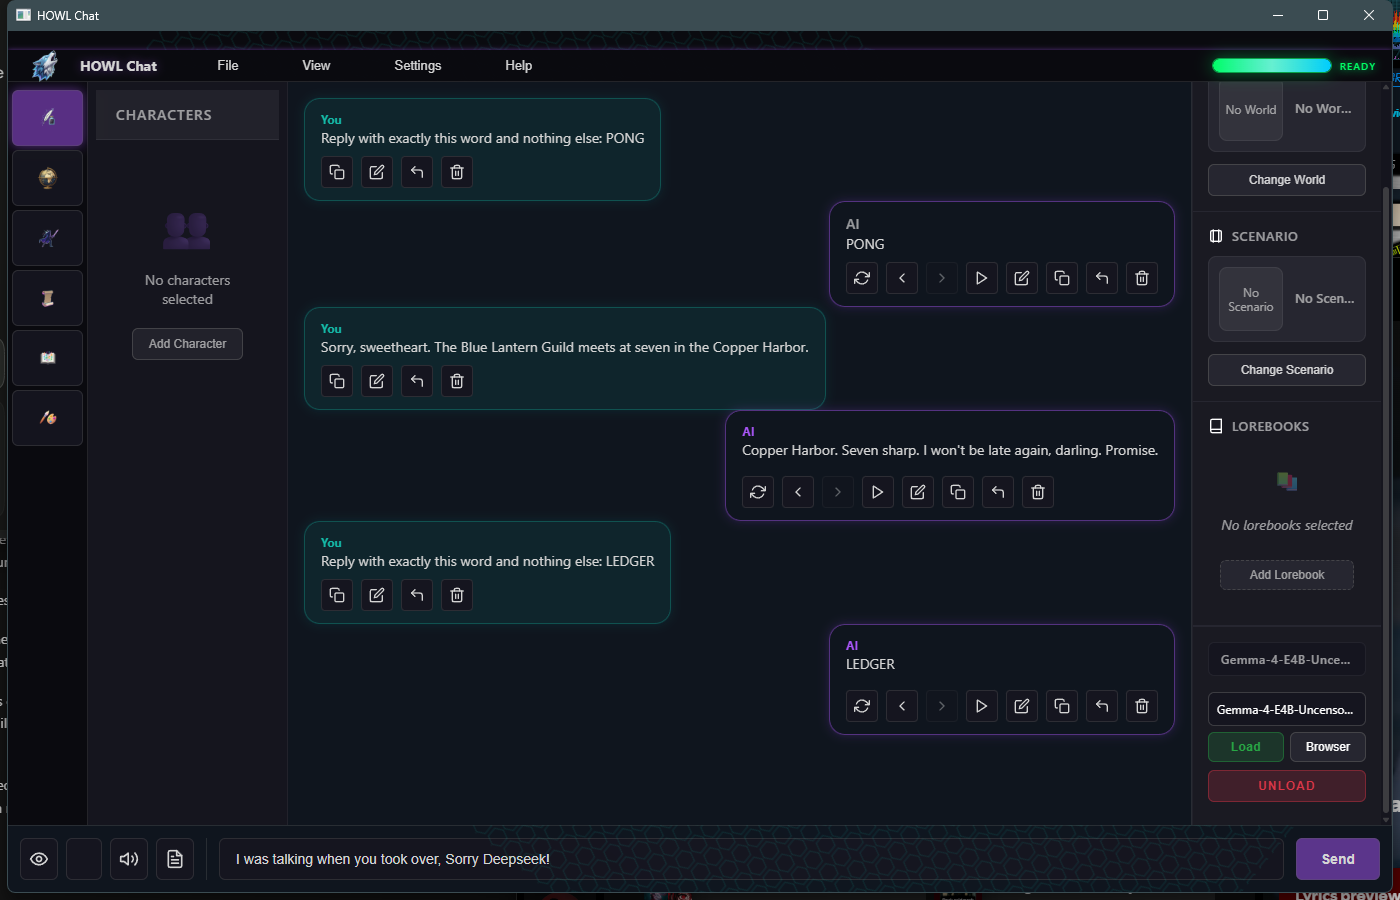 HOWL Chat
HOWL Chat
File
View
Settings
Help
READY
CHARACTERS
No characters
selected
Add Character
You
Reply with exactly this word and nothing else: PONG
AI
PONG
You
Sorry, sweetheart. The Blue Lantern Guild meets at seven in the Copper Harbor.
AI
Copper Harbor. Seven sharp. I won't be late again, darling. Promise.
You
Reply with exactly this word and nothing else: LEDGER
AI
LEDGER
No World
No Wor...
Change World
SCENARIO
No
Scenario
No Scen...
Change Scenario
LOREBOOKS
No lorebooks selected
Add Lorebook
Gemma-4-E4B-Unce...
Gemma-4-E4B-Uncenso...
Load
Browser
UNLOAD
I was talking when you took over, Sorry Deepseek!
Send
Lyrics preview